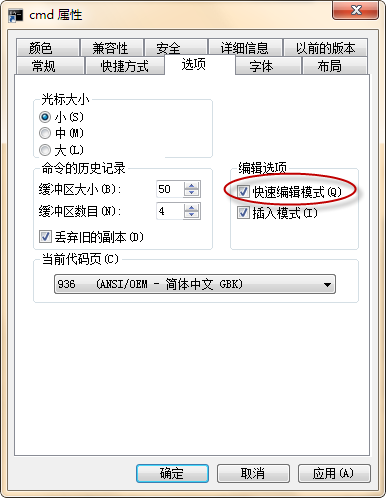 cmd 属性
颜色 兼容性 安全 详细信息 以前的版本
常规 快捷方式 选项 字体 布局
光标大小
小(S)
中(M)
大(L)
命令的历史记录
缓冲区大小(B): 50
缓冲区数目(N): 4
丢弃旧的副本(D)
编辑选项
快速编辑模式(Q)
插入模式(I)
当前代码页(C)
936 (ANSI/OEM - 简体中文 GBK)
确定 取消 应用(A)